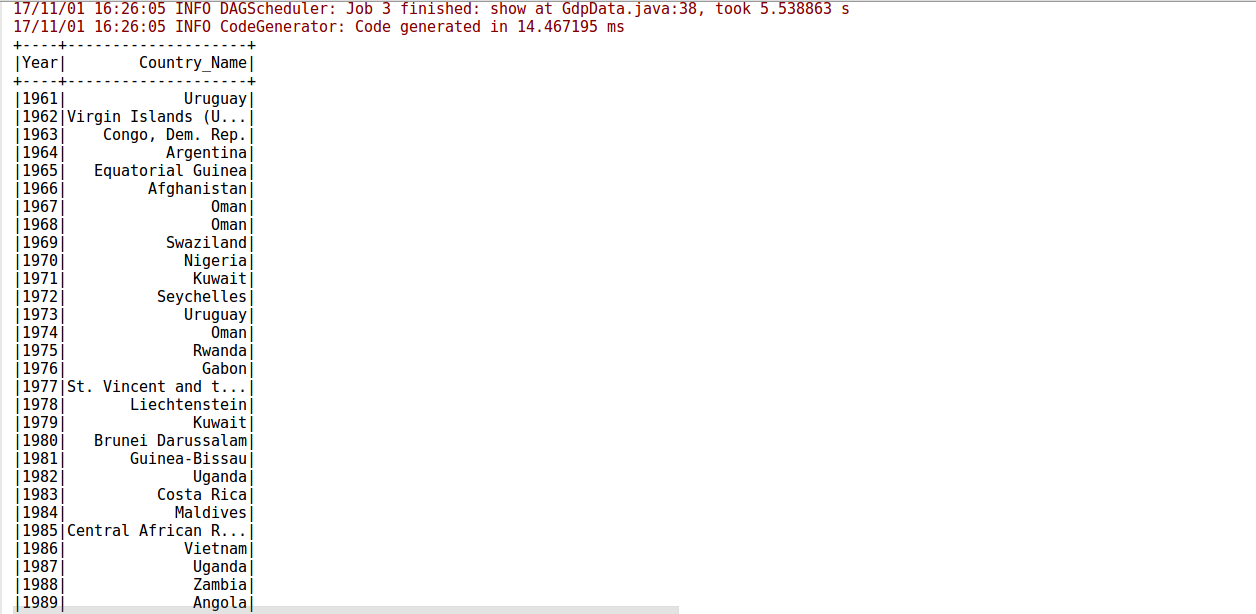 17/11/01 16:26:05 INFO DAGScheduler: Job 3 finished: show at GdpData.java:38, took 5.538863 s
17/11/01 16:26:05 INFO CodeGenerator: Code generated in 14.467195 ms
+----+--------------------+
|Year|        Country_Name|
+----+--------------------+
|1961|             Uruguay|
|1962|Virgin Islands (U...|
|1963|    Congo, Dem. Rep.|
|1964|           Argentina|
|1965|   Equatorial Guinea|
|1966|         Afghanistan|
|1967|                Oman|
|1968|                Oman|
|1969|           Swaziland|
|1970|             Nigeria|
|1971|              Kuwait|
|1972|          Seychelles|
|1973|             Uruguay|
|1974|                Oman|
|1975|              Rwanda|
|1976|               Gabon|
|1977|St. Vincent and t...|
|1978|       Liechtenstein|
|1979|              Kuwait|
|1980|   Brunei Darussalam|
|1981|       Guinea-Bissau|
|1982|              Uganda|
|1983|          Costa Rica|
|1984|            Maldives|
|1985|Central African R...|
|1986|             Vietnam|
|1987|              Uganda|
|1988|              Zambia|
|1989|              Angola|